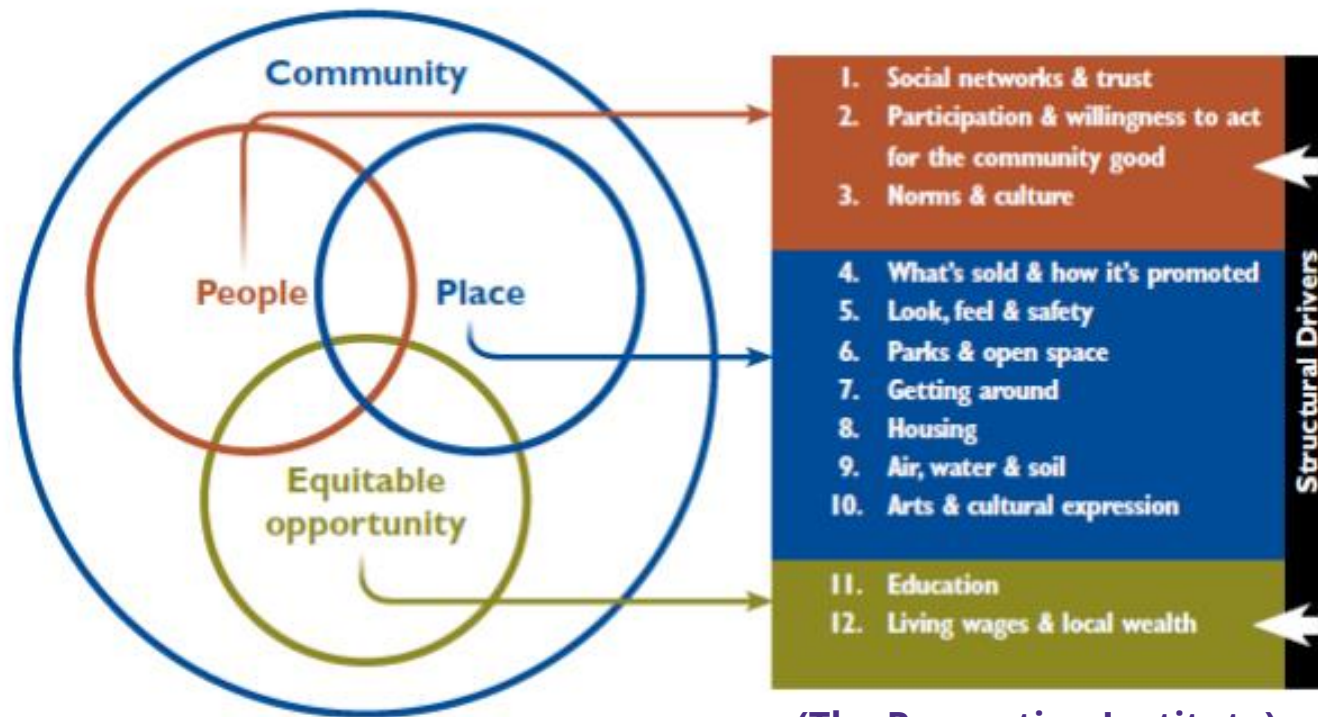 Community
People
Place
Equitable
opportunity
1. Social networks & trust
2. Participation & willingness to act
for the community good
3. Norms & culture
4. What's sold & how it's promoted
5. Look, feel & safety
6. Parks & open space
7. Getting around
8. Housing
9. Air, water & soil
10. Arts & cultural expression
11. Education
12. Living wages & local wealth
Structural Drivers
(The Prevention Institute)